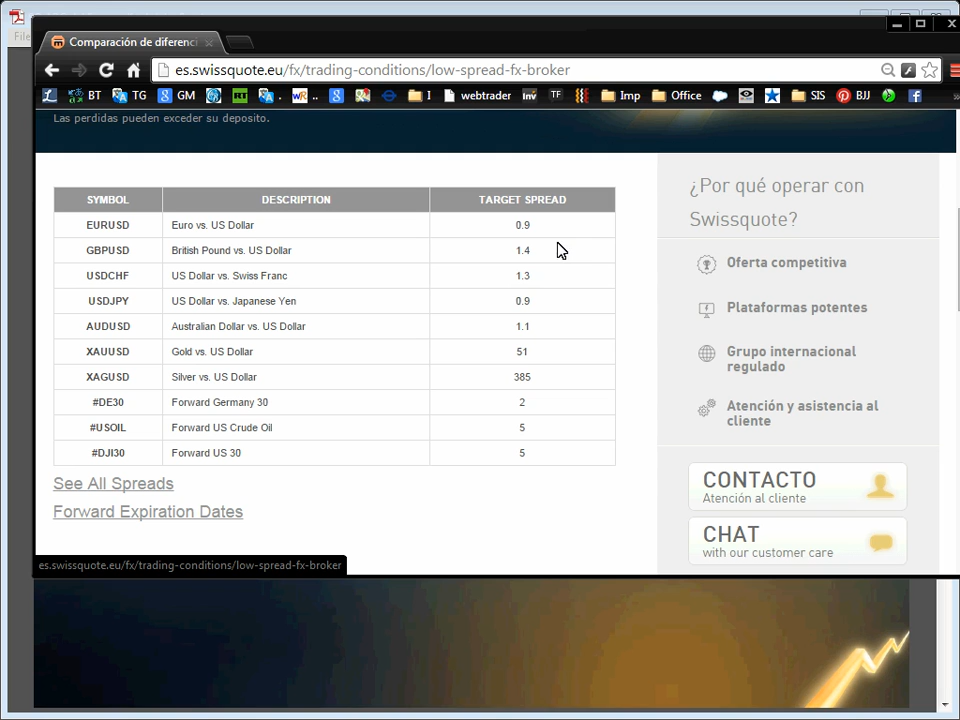 File
Comparación de diferenci
es.swissquote.eu/fx/trading-conditions/low-spread-fx-broker
BT TG GM wR .. I webtrader Inv TF Imp Office SIS BJJ
Las perdidas pueden exceder su deposito.
SYMBOL DESCRIPTION TARGET SPREAD
EURUSD Euro vs. US Dollar 0.9
GBPUSD British Pound vs. US Dollar 1.4
USDCHF US Dollar vs. Swiss Franc 1.3
USDJPY US Dollar vs. Japanese Yen 0.9
AUDUSD Australian Dollar vs. US Dollar 1.1
XAUUSD Gold vs. US Dollar 51
XAGUSD Silver vs. US Dollar 385
#DE30 Forward Germany 30 2
#USOIL Forward US Crude Oil 5
#DJI30 Forward US 30 5
See All Spreads
Forward Expiration Dates
¿Por qué operar con
Swissquote?
Oferta competitiva
Plataformas potentes
Grupo internacional
regulado
Atención y asistencia al
cliente
CONTACTO
Atención al cliente
CHAT
with our customer care
es.swissquote.eu/fx/trading-conditions/low-spread-fx-broker